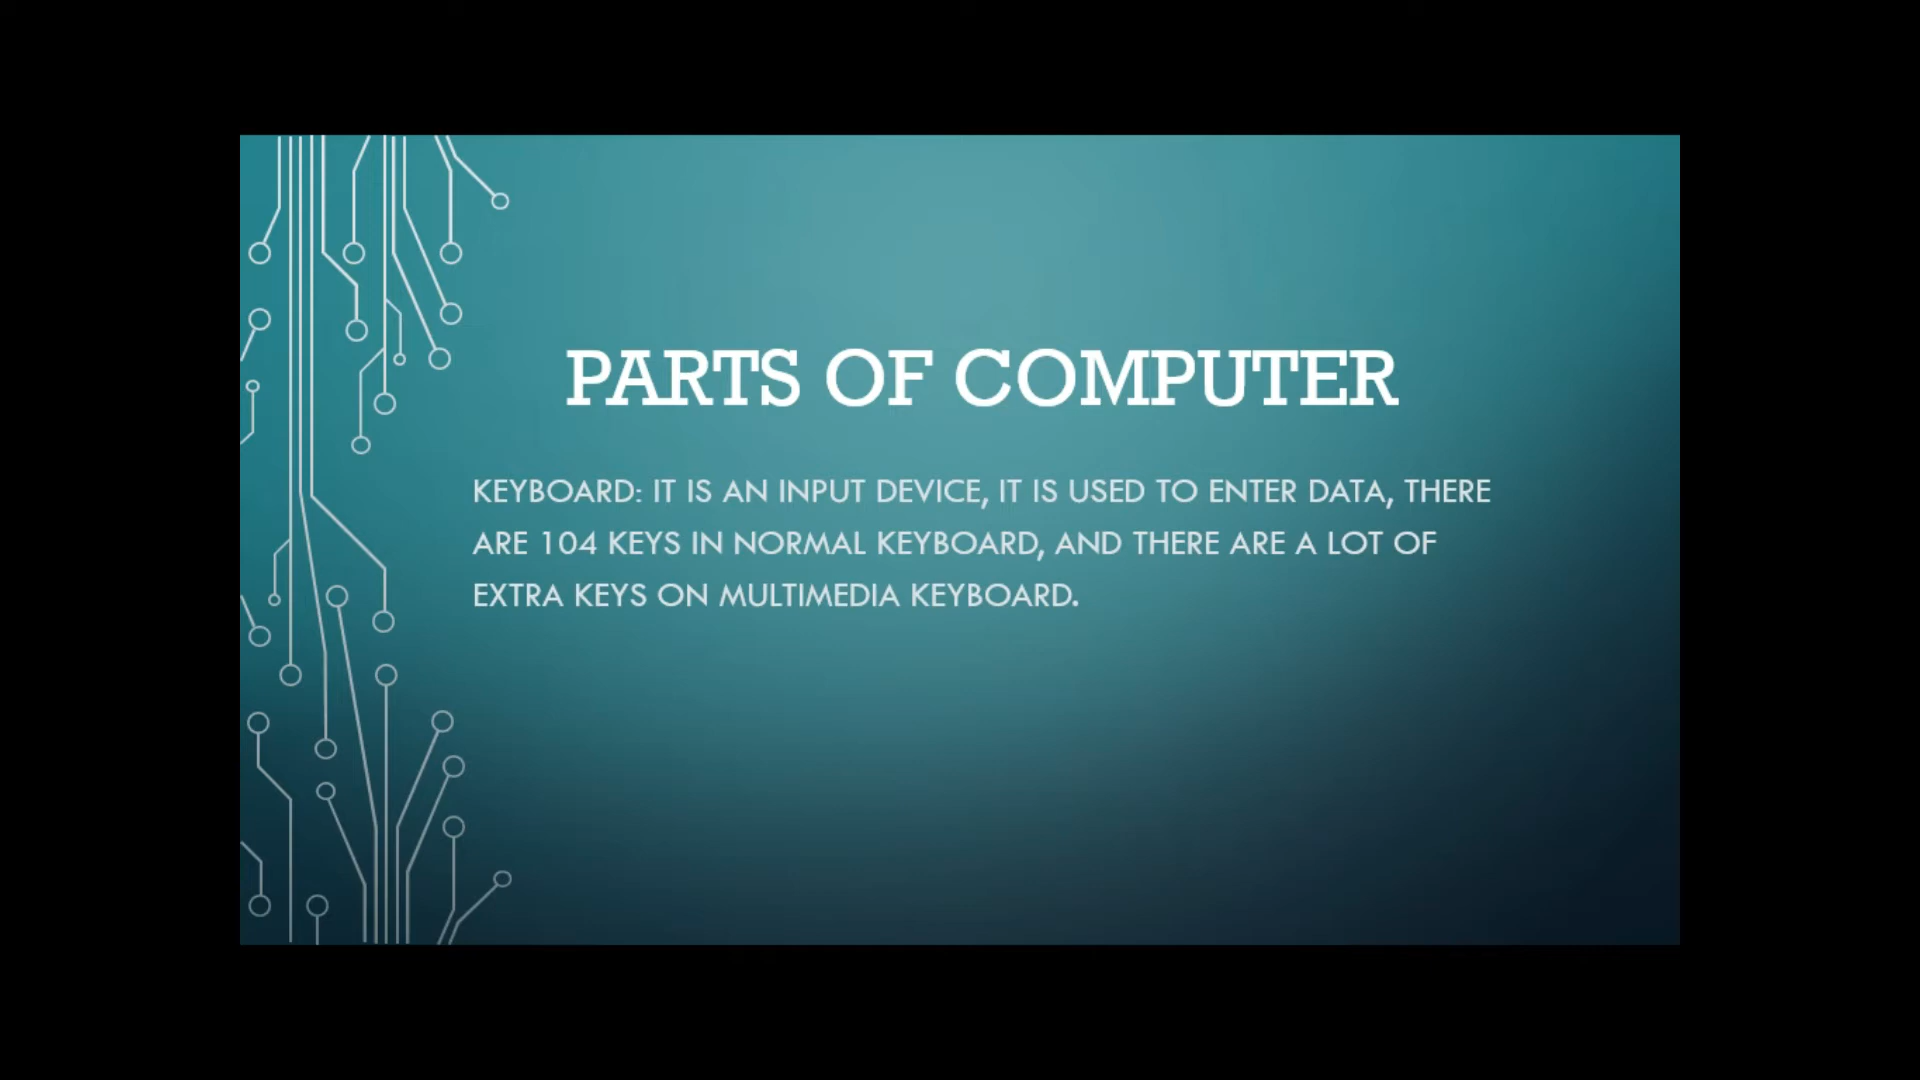 PARTS OF COMPUTER
KEYBOARD: IT IS AN INPUT DEVICE, IT IS USED TO ENTER DATA, THERE
ARE 104 KEYS IN NORMAL KEYBOARD, AND THERE ARE A LOT OF
EXTRA KEYS ON MULTIMEDIA KEYBOARD.